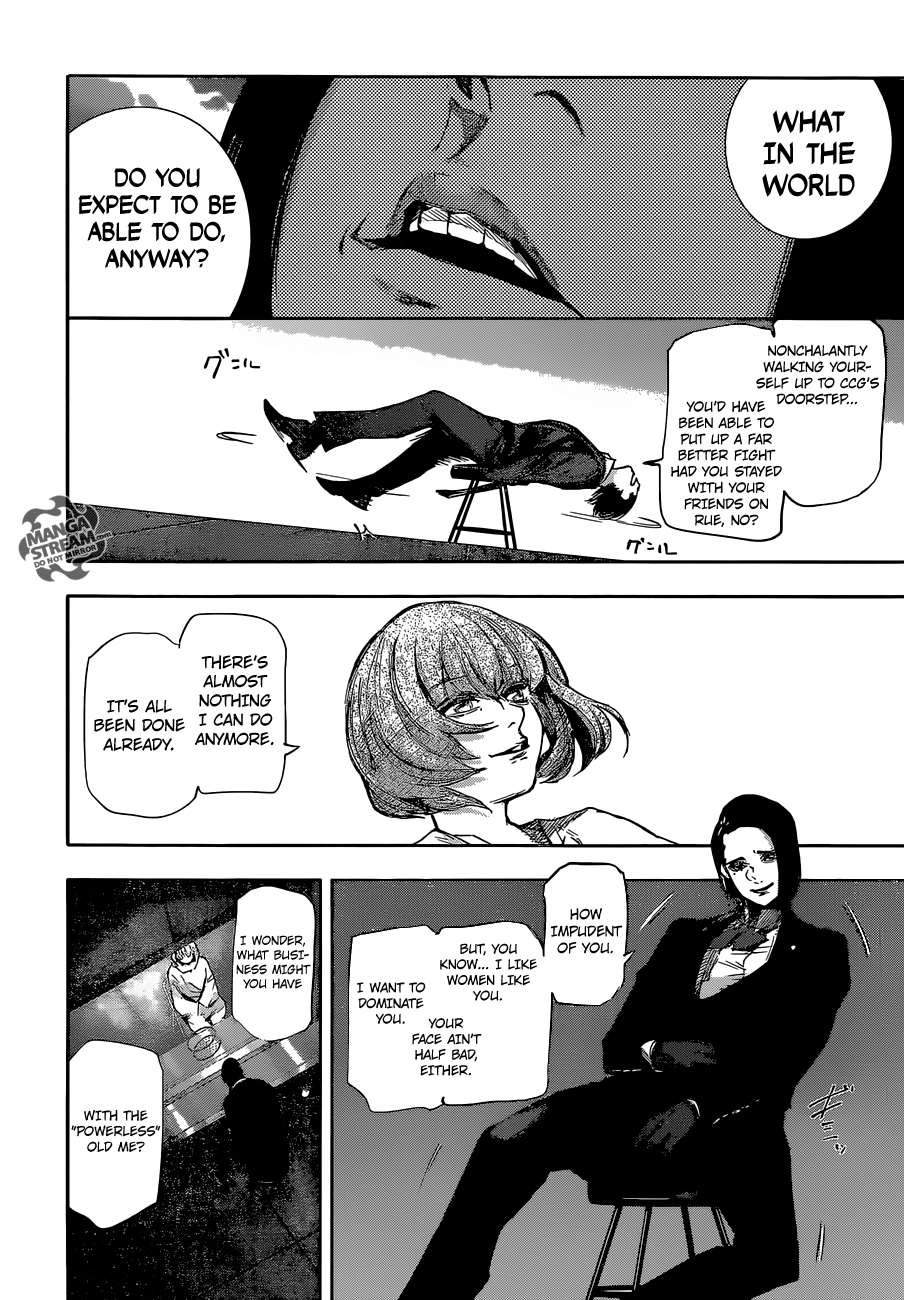 WHAT
IN THE
WORLD
DO YOU
EXPECT TO BE
ABLE TO DO,
ANYWAY?
NONCHALANTLY
WALKING YOUR-
SELF UP TO CCG'S
DOORSTEP...
YOU'D HAVE
BEEN ABLE TO
PUT UP A FAR
BETTER FIGHT
HAD YOU STAYED
WITH YOUR
FRIENDS ON
RUE, NO?
グンル
グンル
MANGA
STREAM.com
DO NOT MIRROR
THERE'S
ALMOST
NOTHING
I CAN DO
ANYMORE.
IT'S ALL
BEEN DONE
ALREADY.
HOW
IMPUDENT
OF YOU.
BUT, YOU
KNOW... I LIKE
WOMEN LIKE
YOU.
YOUR
FACE AIN'T
HALF BAD,
EITHER.
I WANT TO
DOMINATE
YOU.
I WONDER,
WHAT BUSI-
NESS MIGHT
YOU HAVE
WITH THE
"POWERLESS"
OLD ME?